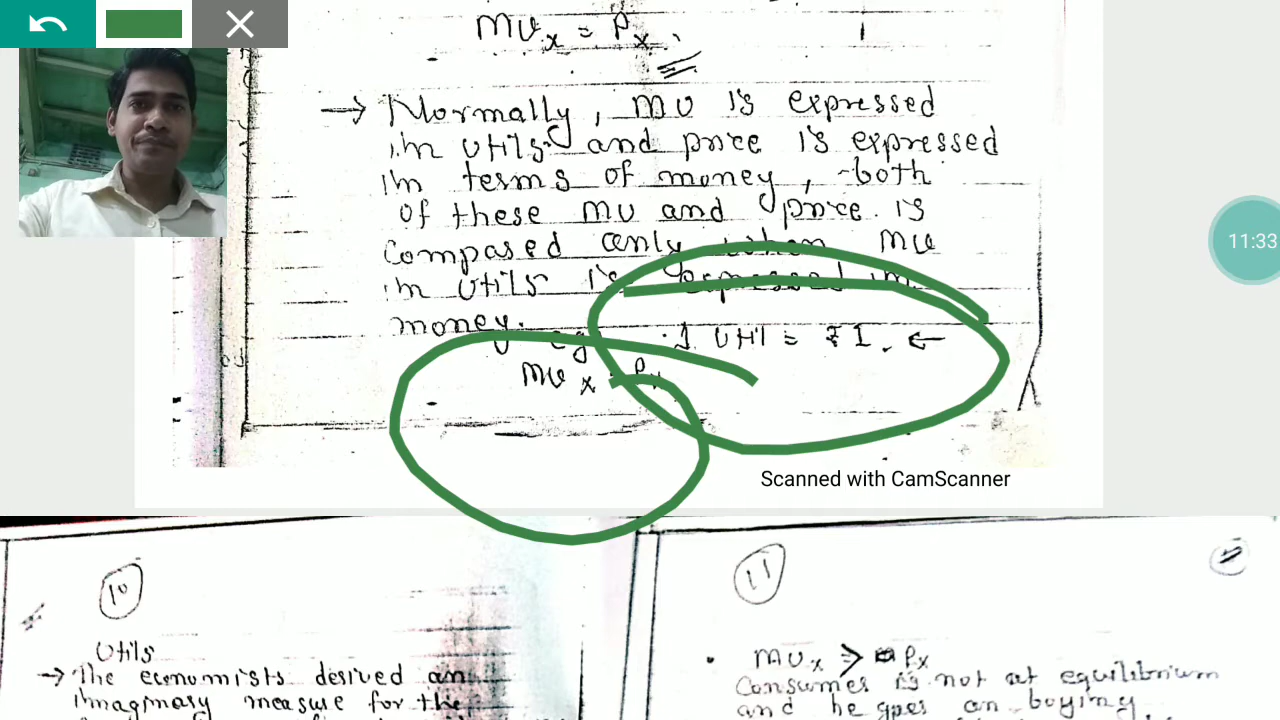 MUx = Px.
→ Normally, MU is expressed
in utils and price is expressed
in terms of money, both
of these MU and price is
compared only when MU
in utils is expressed in
money. eg. 1 util = ₹1. ←
MUx = Px
Scanned with CamScanner
11:33
10
Utils
→ The economists desired an
imaginary measure for the
11
• MUx > Px
Consumer is not at equilibrium
and he goes on buying